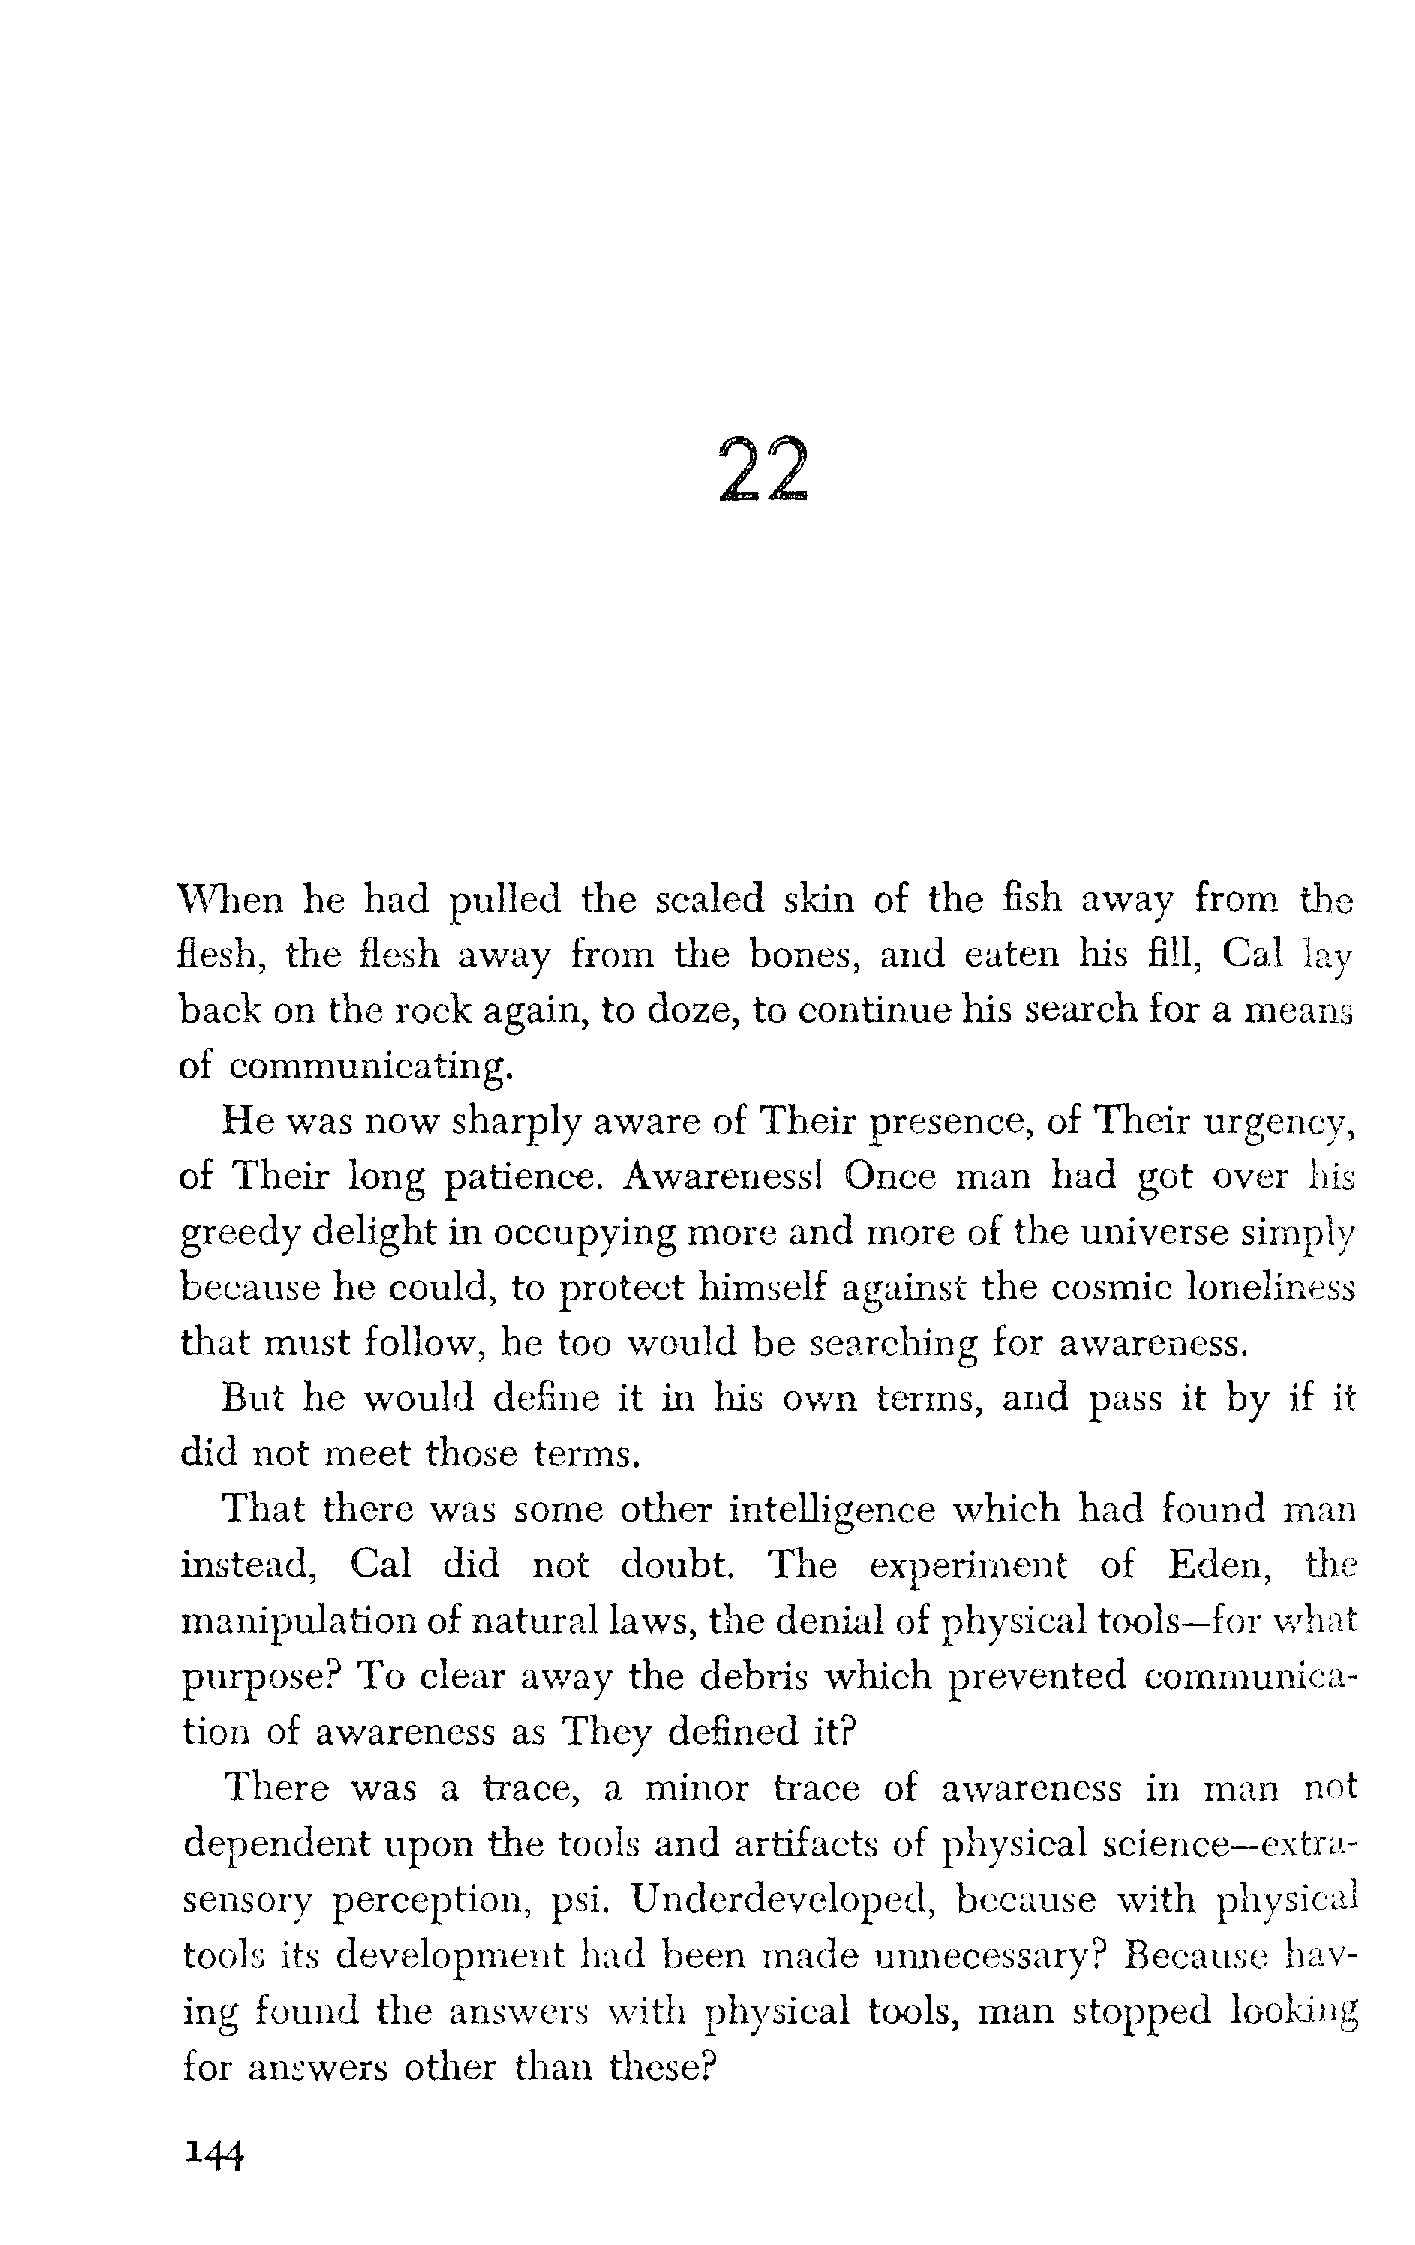 22
When he had pulled the scaled skin of the fish away from the
flesh, the flesh away from the bones, and eaten his fill, Cal lay
back on the rock again, to doze, to continue his search for a means
of communicating.
He was now sharply aware of Their presence, of Their urgency,
of Their long patience. Awareness! Once man had got over his
greedy delight in occupying more and more of the universe simply
because he could, to protect himself against the cosmic loneliness
that must follow, he too would be searching for awareness.
But he would define it in his own terms, and pass it by if it
did not meet those terms.
That there was some other intelligence which had found man
instead, Cal did not doubt. The experiment of Eden, the
manipulation of natural laws, the denial of physical tools—for what
purpose? To clear away the debris which prevented communica-
tion of awareness as They defined it?
There was a trace, a minor trace of awareness in man not
dependent upon the tools and artifacts of physical science—extra-
sensory perception, psi. Underdeveloped, because with physical
tools its development had been made unnecessary? Because hav-
ing found the answers with physical tools, man stopped looking
for answers other than these?
144